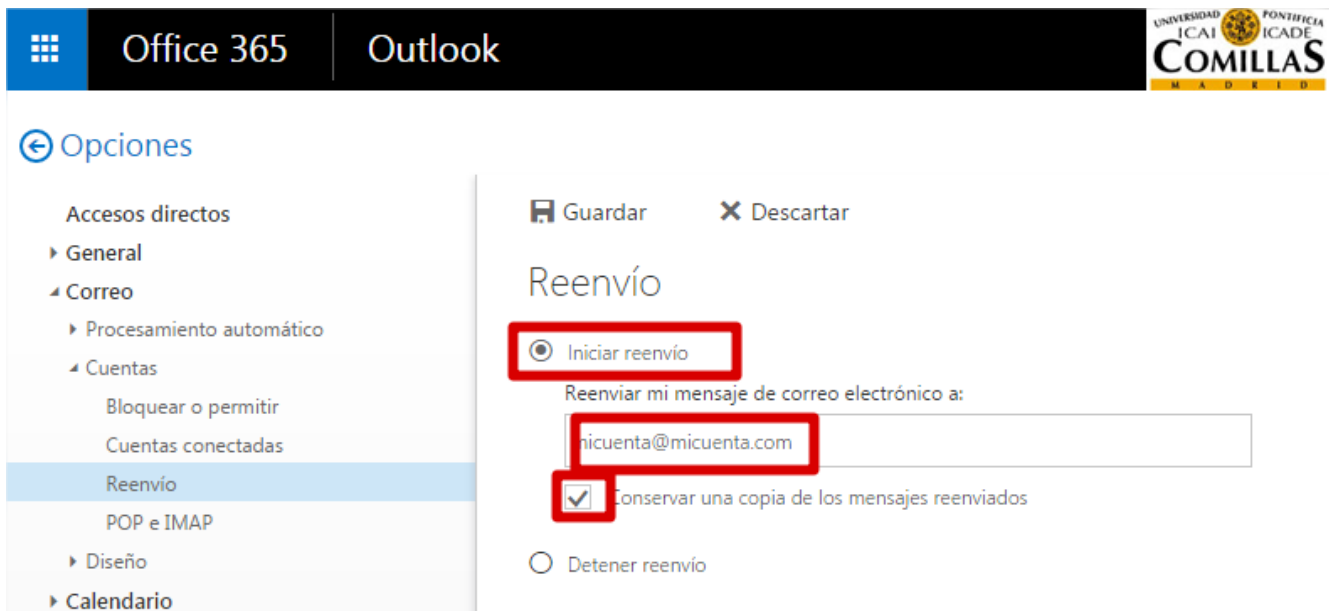 Office 365 Outlook
UNIVERSIDAD PONTIFICIA
ICAI ICADE
COMILLAS
MADRID
Opciones
Accesos directos
General
Correo
Procesamiento automático
Cuentas
Bloquear o permitir
Cuentas conectadas
Reenvío
POP e IMAP
Diseño
Calendario
Guardar Descartar
Reenvío
Iniciar reenvío
Reenviar mi mensaje de correo electrónico a:
micuenta@micuenta.com
Conservar una copia de los mensajes reenviados
Detener reenvío